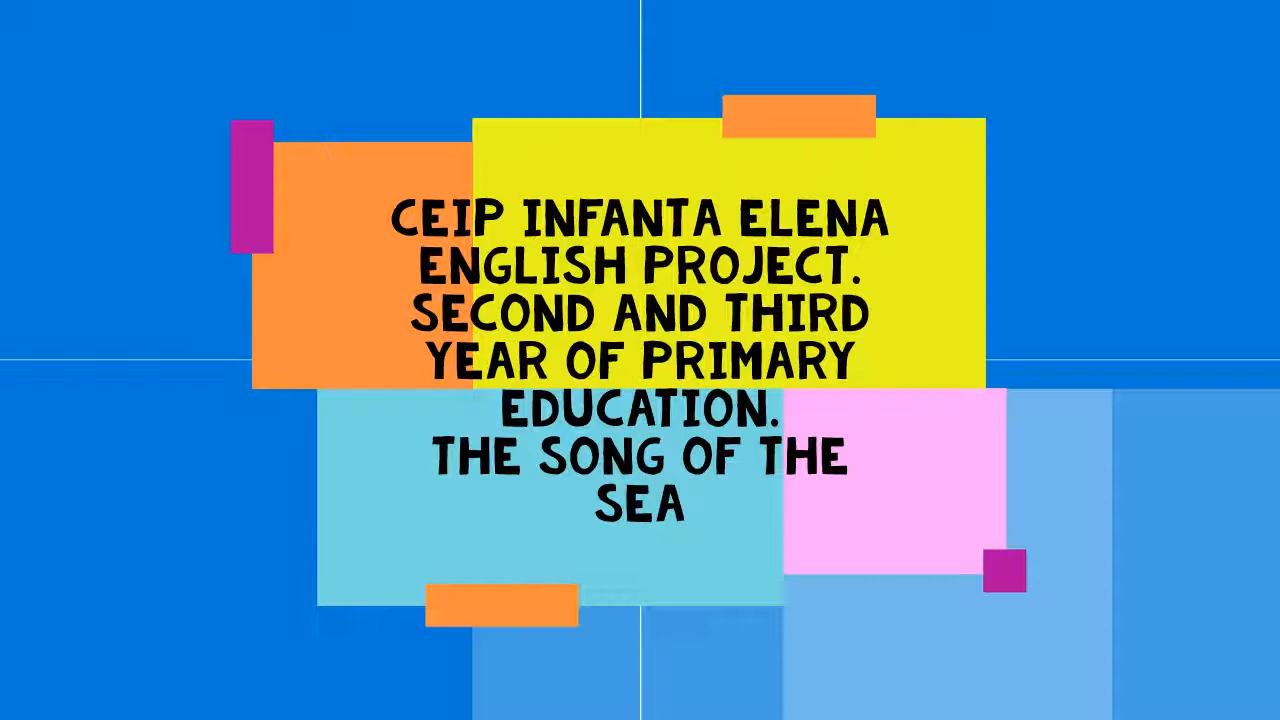 CEIP INFANTA ELENA
ENGLISH PROJECT.
SECOND AND THIRD
YEAR OF PRIMARY
EDUCATION.
THE SONG OF THE
SEA